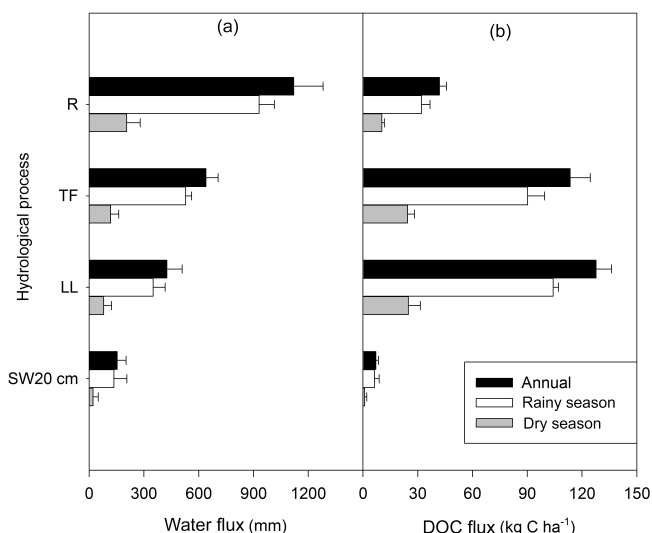 (a)
(b)
Hydrological process
R
TF
LL
SW20 cm
Annual
Rainy season
Dry season
0 300 600 900 1200
0 30 60 90 120 150
Water flux (mm)
DOC flux (kg C ha⁻¹)